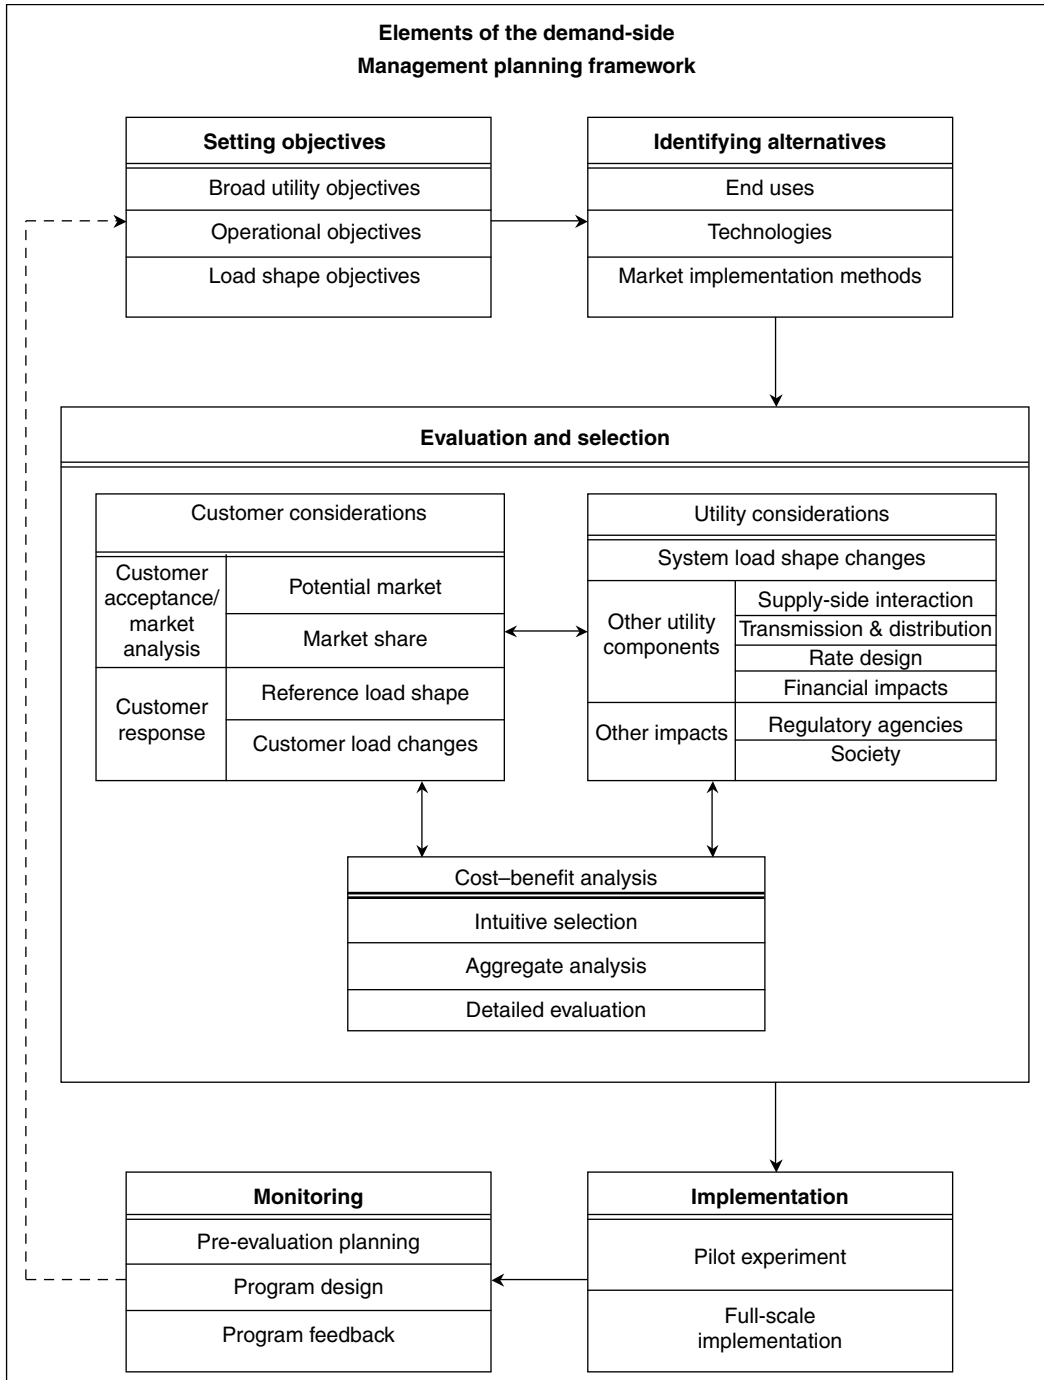 Elements of the demand-side
Management planning framework
Setting objectives
Broad utility objectives
Operational objectives
Load shape objectives
Identifying alternatives
End uses
Technologies
Market implementation methods
Evaluation and selection
Customer considerations
Customer
acceptance/
market
analysis
Potential market
Market share
Customer
response
Reference load shape
Customer load changes
Utility considerations
System load shape changes
Other utility
components
Supply-side interaction
Transmission & distribution
Rate design
Financial impacts
Other impacts
Regulatory agencies
Society
Cost–benefit analysis
Intuitive selection
Aggregate analysis
Detailed evaluation
Monitoring
Pre-evaluation planning
Program design
Program feedback
Implementation
Pilot experiment
Full-scale
implementation